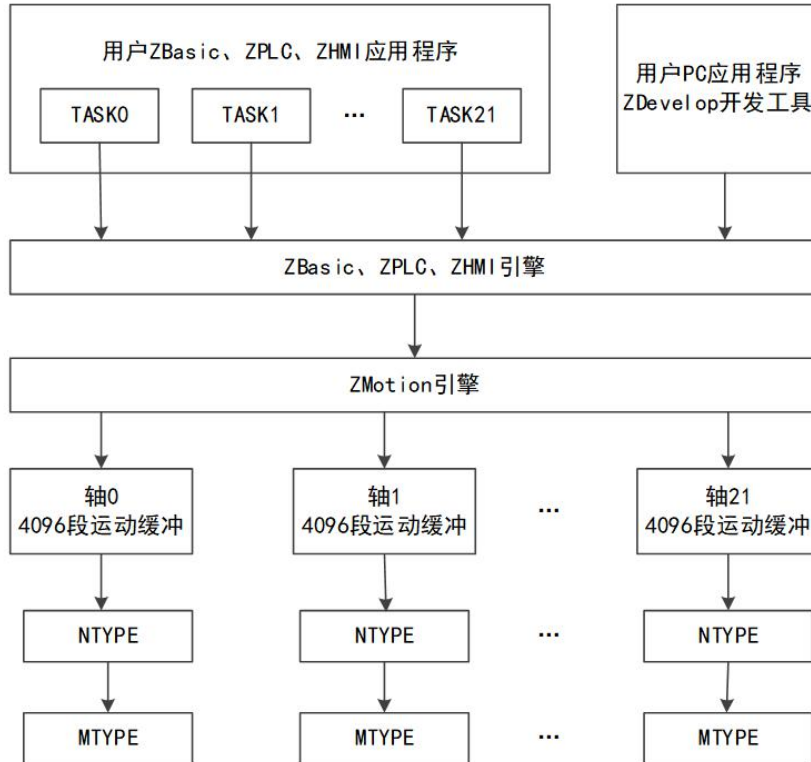 用户ZBasic、ZPLC、ZHMI应用程序
TASK0
TASK1
…
TASK21
用户PC应用程序
ZDevelop开发工具
ZBasic、ZPLC、ZHMI引擎
ZMotion引擎
轴0
4096段运动缓冲
轴1
4096段运动缓冲
…
轴21
4096段运动缓冲
NTYPE
NTYPE
…
NTYPE
MTYPE
MTYPE
…
MTYPE